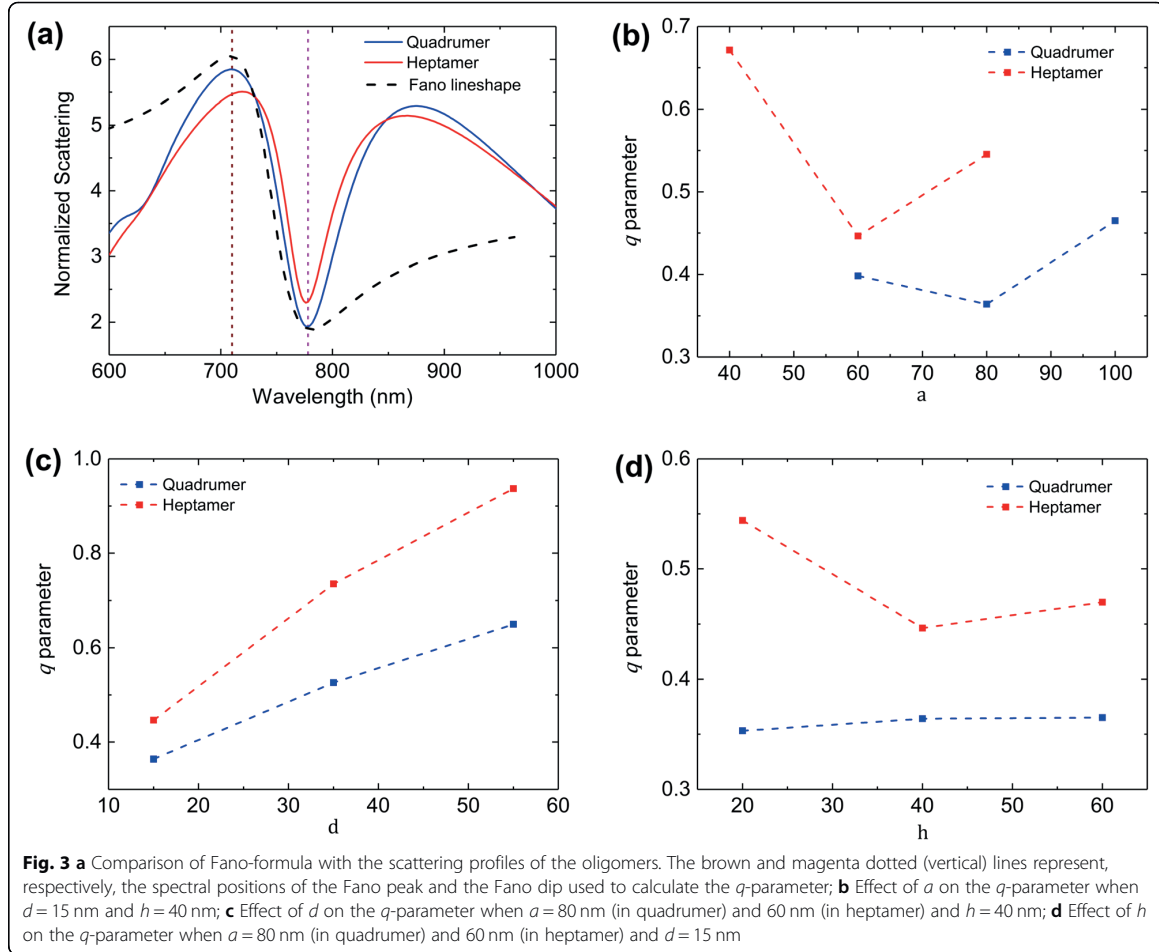 (a)
Quadrumer
Heptamer
Fano lineshape
Normalized Scattering
6
5
4
3
2
600 700 800 900 1000
Wavelength (nm)
(b)
Quadrumer
Heptamer
q parameter
0.7
0.6
0.5
0.4
0.3
40 50 60 70 80 90 100
a
(c)
Quadrumer
Heptamer
q parameter
1.0
0.8
0.6
0.4
10 20 30 40 50 60
d
(d)
Quadrumer
Heptamer
q parameter
0.6
0.5
0.4
0.3
20 30 40 50 60
h
Fig. 3 a Comparison of Fano-formula with the scattering profiles of the oligomers. The brown and magenta dotted (vertical) lines represent,
respectively, the spectral positions of the Fano peak and the Fano dip used to calculate the q-parameter; b Effect of a on the q-parameter when
d = 15 nm and h = 40 nm; c Effect of d on the q-parameter when a = 80 nm (in quadrumer) and 60 nm (in heptamer) and h = 40 nm; d Effect of h
on the q-parameter when a = 80 nm (in quadrumer) and 60 nm (in heptamer) and d = 15 nm